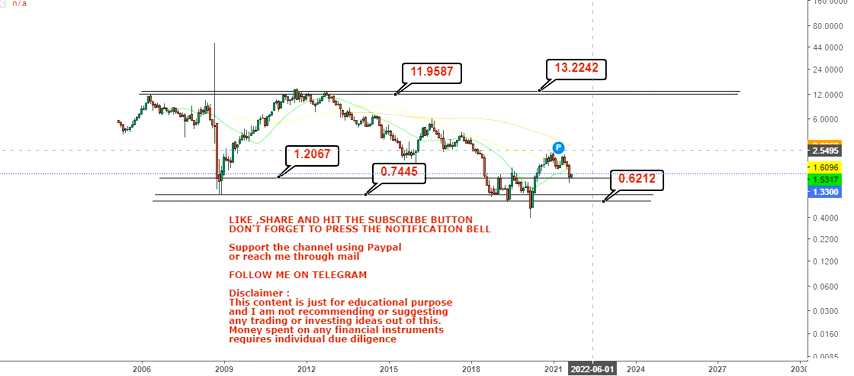 n/a
160.0000
80.0000
44.0000
24.0000
12.0000
6.0000
2.5495
1.6096
1.5317
1.3300
0.4000
0.2200
0.1200
0.0600
0.0300
0.0160
0.0085
11.9587
13.2242
1.2067
0.7445
0.6212
P
LIKE ,SHARE AND HIT THE SUBSCRIBE BUTTON
DON'T FORGET TO PRESS THE NOTIFICATION BELL
Support the channel using Paypal
or reach me through mail
FOLLOW ME ON TELEGRAM
Disclaimer :
This content is just for educational purpose
and I am not recommending or suggesting
any trading or investing ideas out of this.
Money spent on any financial instruments
requires individual due diligence
2006 2009 2012 2015 2018 2021 2022-06-01 2024 2027